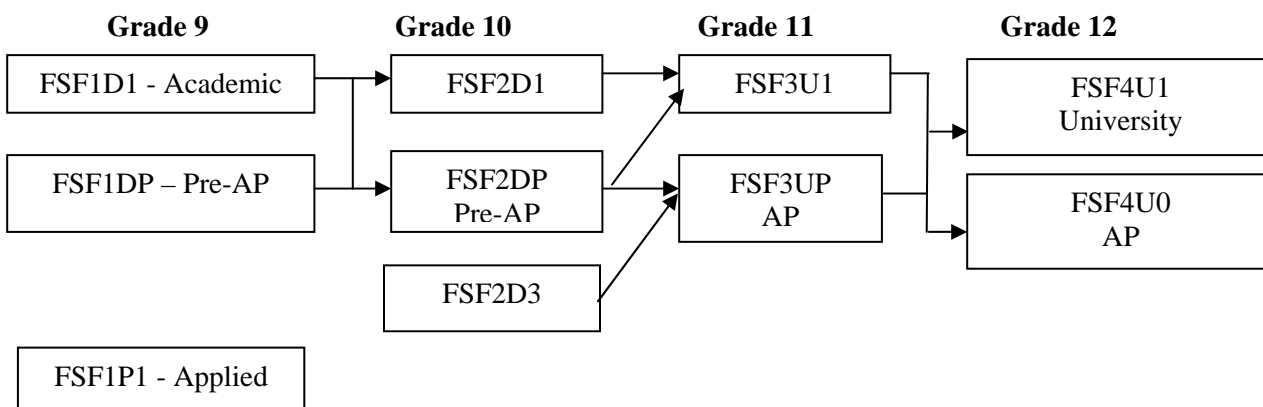 Grade 9 Grade 10 Grade 11 Grade 12
FSF1D1 - Academic
FSF2D1
FSF3U1
FSF4U1
University
FSF1DP – Pre-AP
FSF2DP
Pre-AP
FSF3UP
AP
FSF4U0
AP
FSF2D3
FSF1P1 - Applied